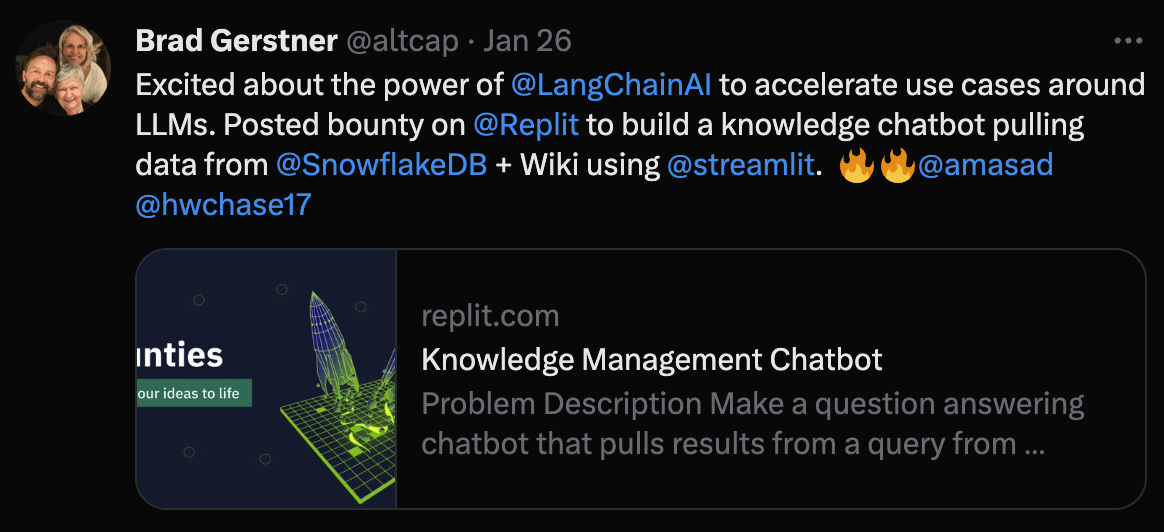 Brad Gerstner @altcap · Jan 26
Excited about the power of @LangChainAI to accelerate use cases around
LLMs. Posted bounty on @Replit to build a knowledge chatbot pulling
data from @SnowflakeDB + Wiki using @streamlit. 🔥🔥@amasad
@hwchase17
unties
our ideas to life
replit.com
Knowledge Management Chatbot
Problem Description Make a question answering
chatbot that pulls results from a query from ...